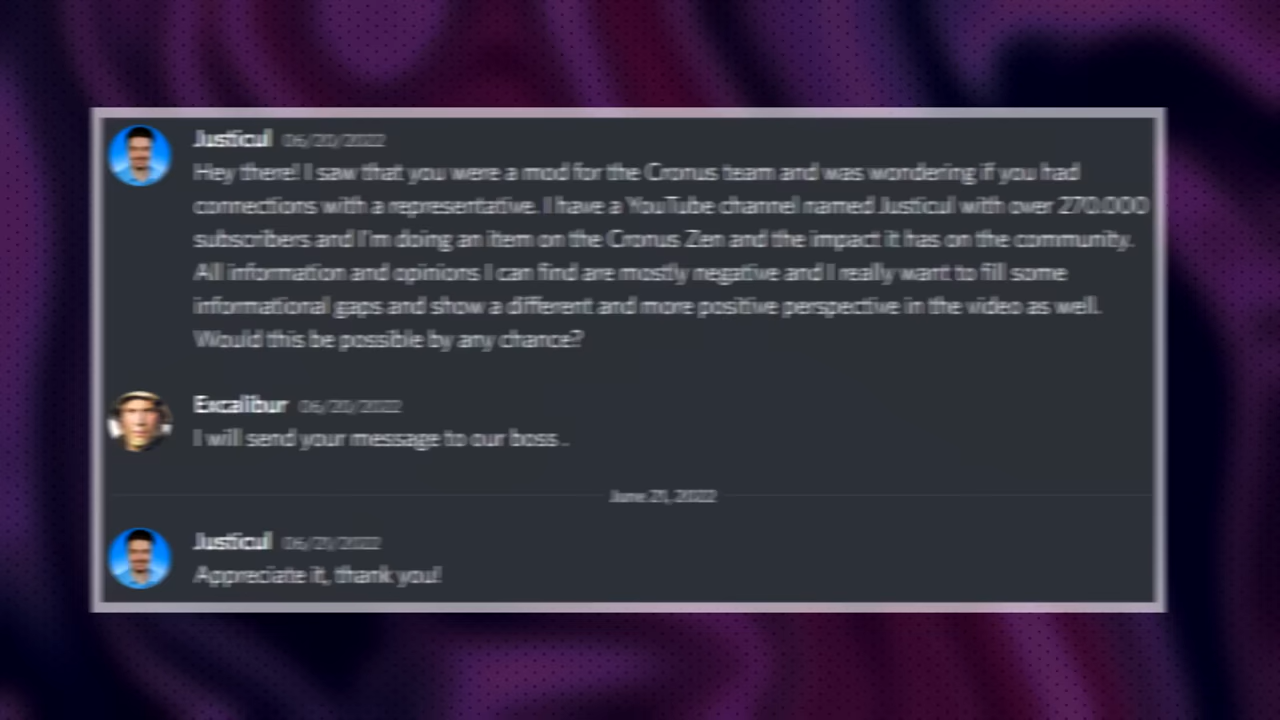 Justicul 06/20/2022
Hey there! I saw that you were a mod for the Cronus team and was wondering if you had
connections with a representative. I have a YouTube channel named Justicul with over 270.000
subscribers and I'm doing an item on the Cronus Zen and the impact it has on the community.
All information and opinions I can find are mostly negative and I really want to fill some
informational gaps and show a different and more positive perspective in the video as well.
Would this be possible by any chance?
Excalibur 06/20/2022
I will send your message to our boss .
June 21, 2022
Justicul 06/21/2022
Appreciate it, thank you!